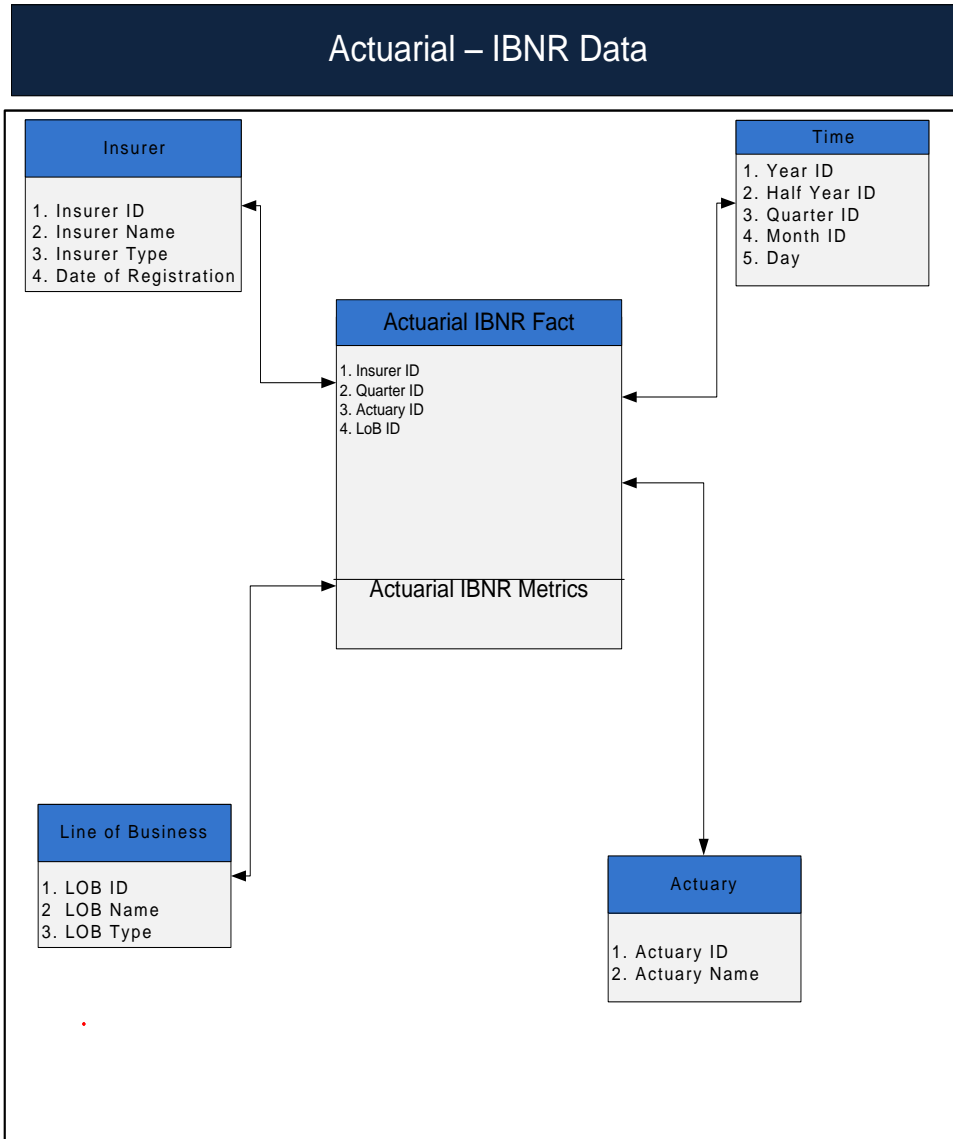 Actuarial – IBNR Data
Insurer
1. Insurer ID
2. Insurer Name
3. Insurer Type
4. Date of Registration
Time
1. Year ID
2. Half Year ID
3. Quarter ID
4. Month ID
5. Day
Actuarial IBNR Fact
1. Insurer ID
2. Quarter ID
3. Actuary ID
4. LoB ID
Actuarial IBNR Metrics
Line of Business
1. LOB ID
2 LOB Name
3. LOB Type
Actuary
1. Actuary ID
2. Actuary Name